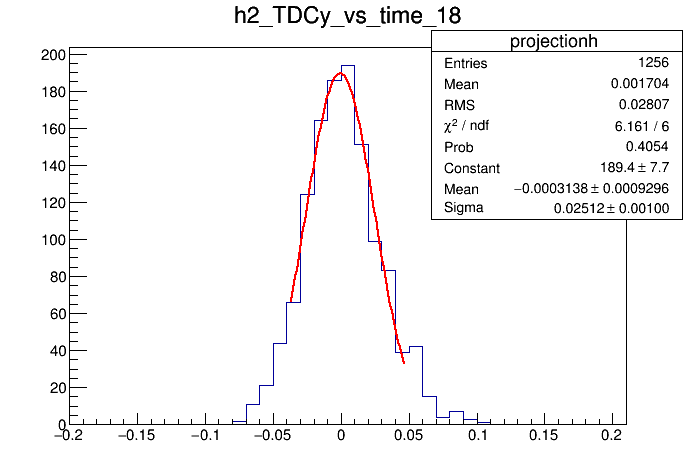 h2_TDCy_vs_time_18
projectionh
Entries 1256
Mean 0.001704
RMS 0.02807
χ² / ndf 6.161 / 6
Prob 0.4054
Constant 189.4 ± 7.7
Mean −0.0003138 ± 0.0009296
Sigma 0.02512 ± 0.00100
200
180
160
140
120
100
80
60
40
20
0
−0.2 −0.15 −0.1 −0.05 0 0.05 0.1 0.15 0.2